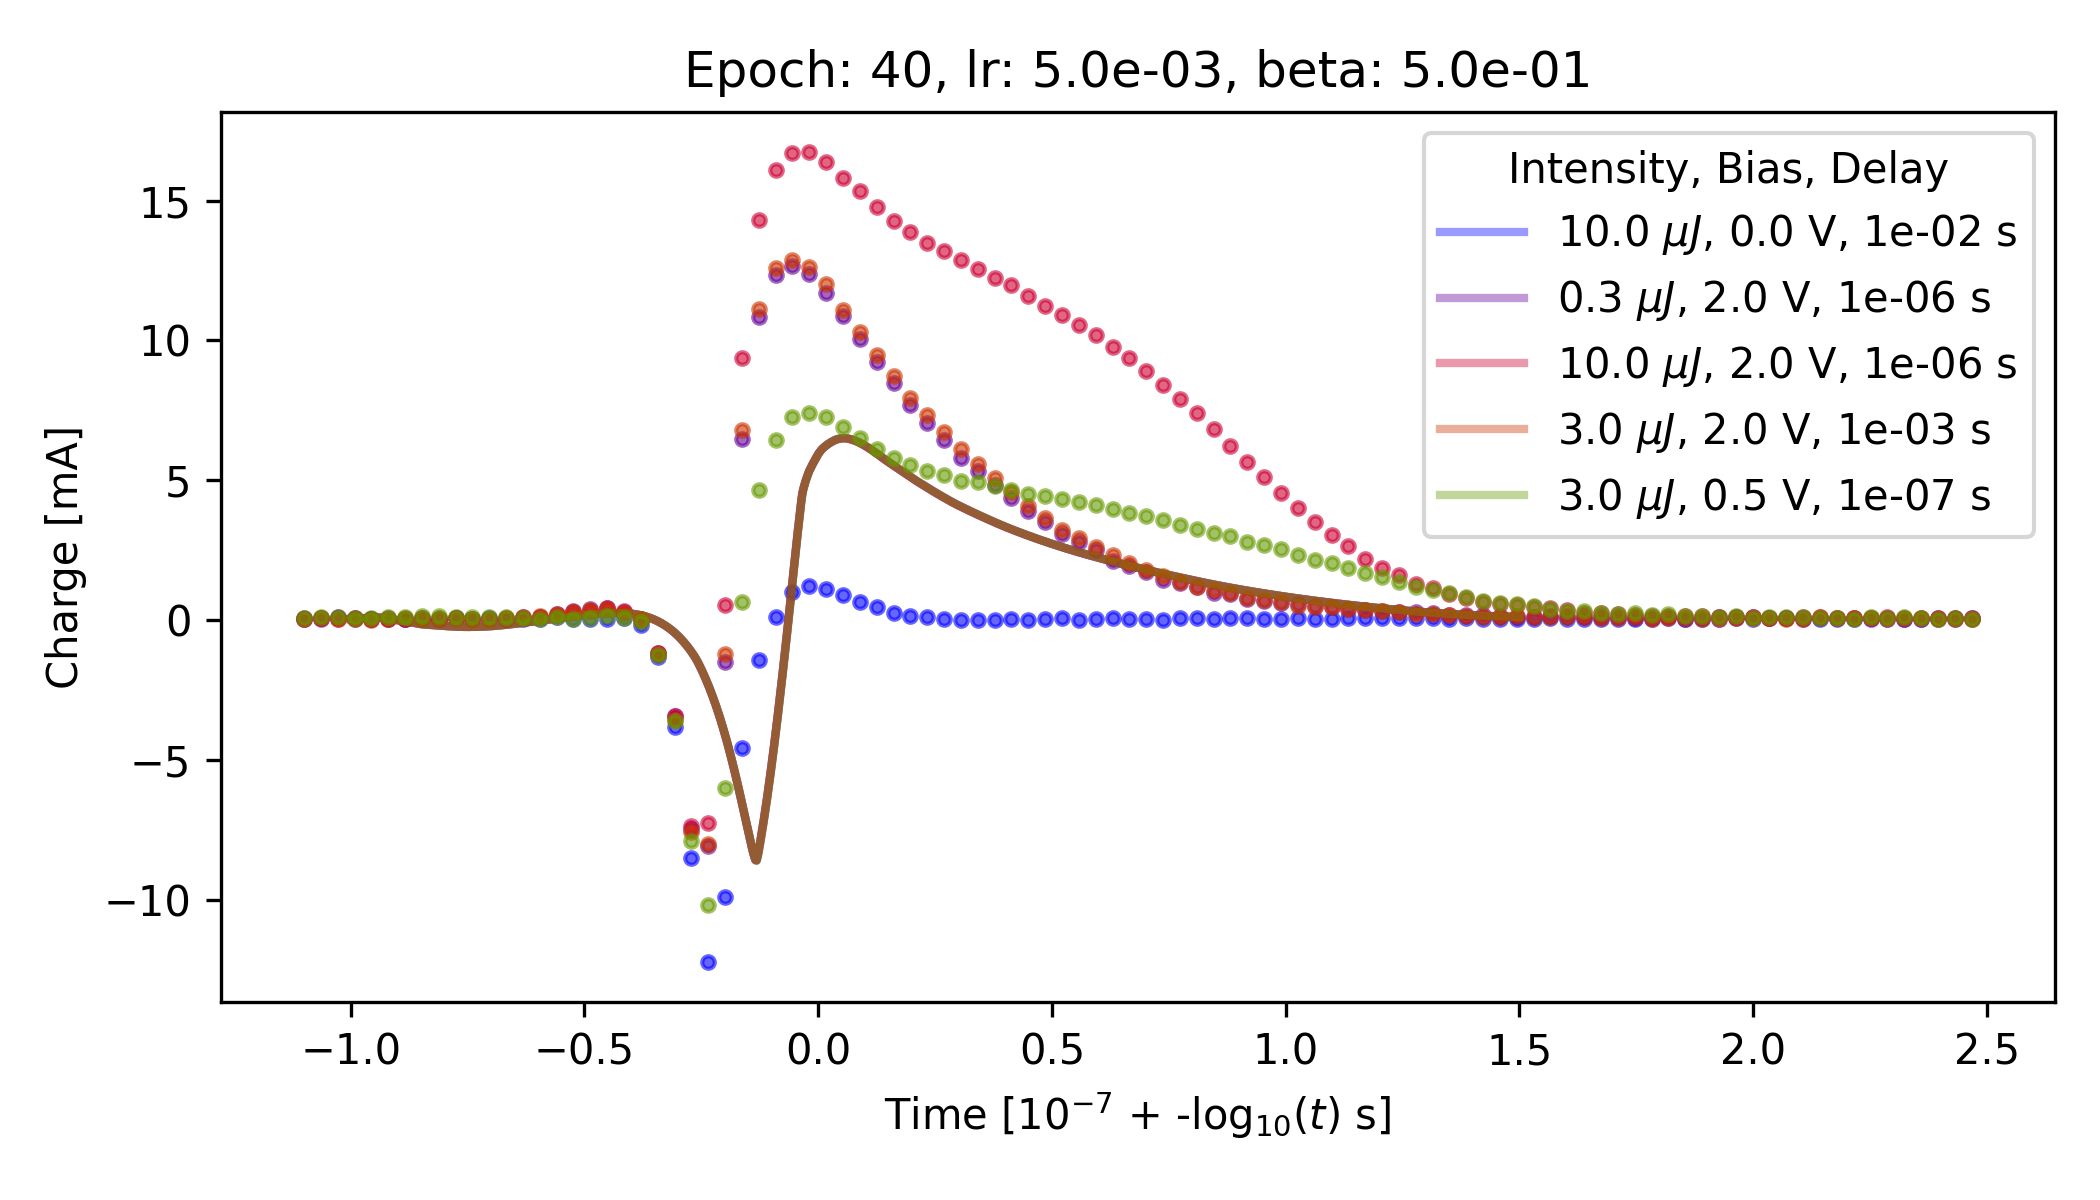 Epoch: 40, lr: 5.0e-03, beta: 5.0e-01
Charge [mA]
15
10
5
0
−5
−10
Intensity, Bias, Delay
10.0 μJ, 0.0 V, 1e-02 s
0.3 μJ, 2.0 V, 1e-06 s
10.0 μJ, 2.0 V, 1e-06 s
3.0 μJ, 2.0 V, 1e-03 s
3.0 μJ, 0.5 V, 1e-07 s
−1.0 −0.5 0.0 0.5 1.0 1.5 2.0 2.5
Time [10⁻⁷ + -log₁₀(t) s]